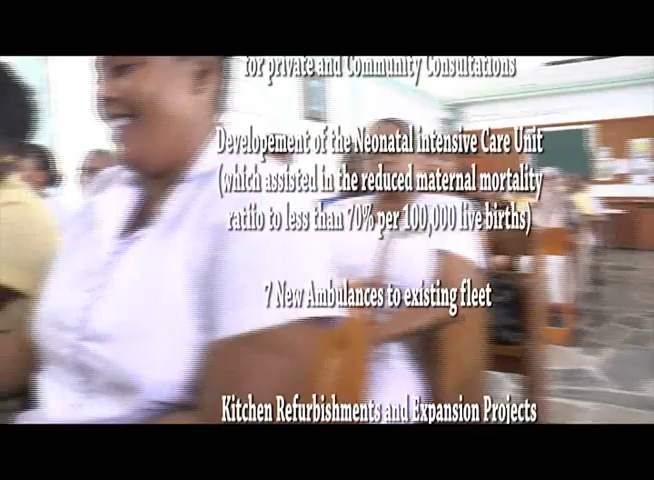 for private and Community Consultations
Developement of the Neonatal intensive Care Unit
(which assisted in the reduced maternal mortality
ratiio to less than 70% per 100,000 live births)
7 New Ambulances to existing fleet
Kitchen Refurbishments and Expansion Projects